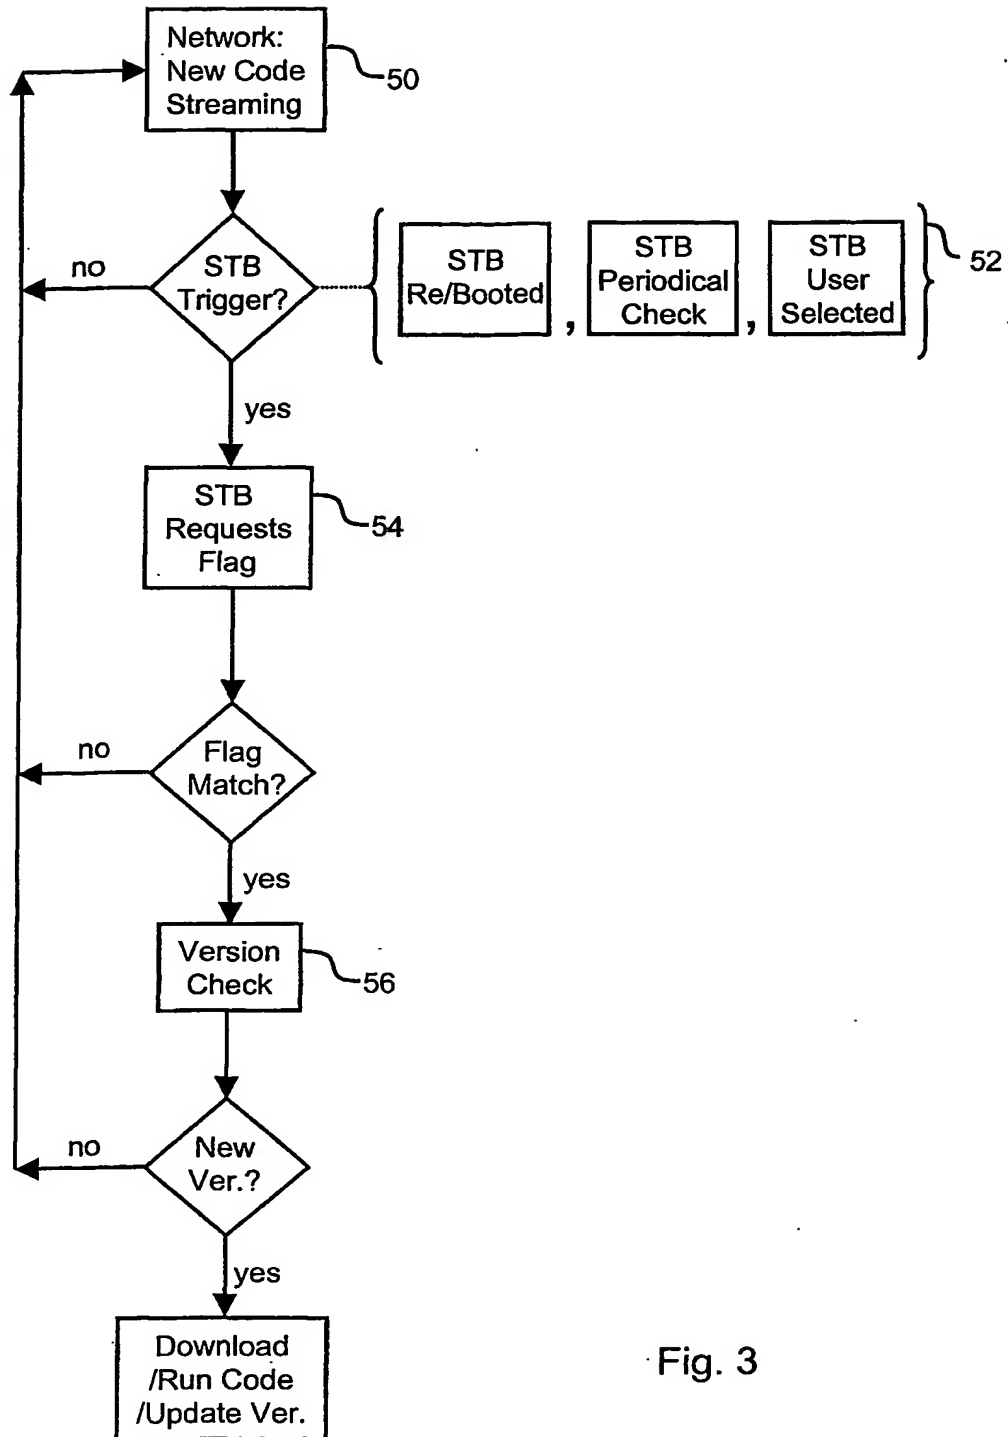 Network:
New Code
Streaming
50
STB
Trigger?
no
STB
Re/Booted
,
STB
Periodical
Check
,
STB
User
Selected
52
yes
STB
Requests
Flag
54
Flag
Match?
no
yes
Version
Check
56
New
Ver.?
no
yes
Download
/Run Code
/Update Ver.
Fig. 3